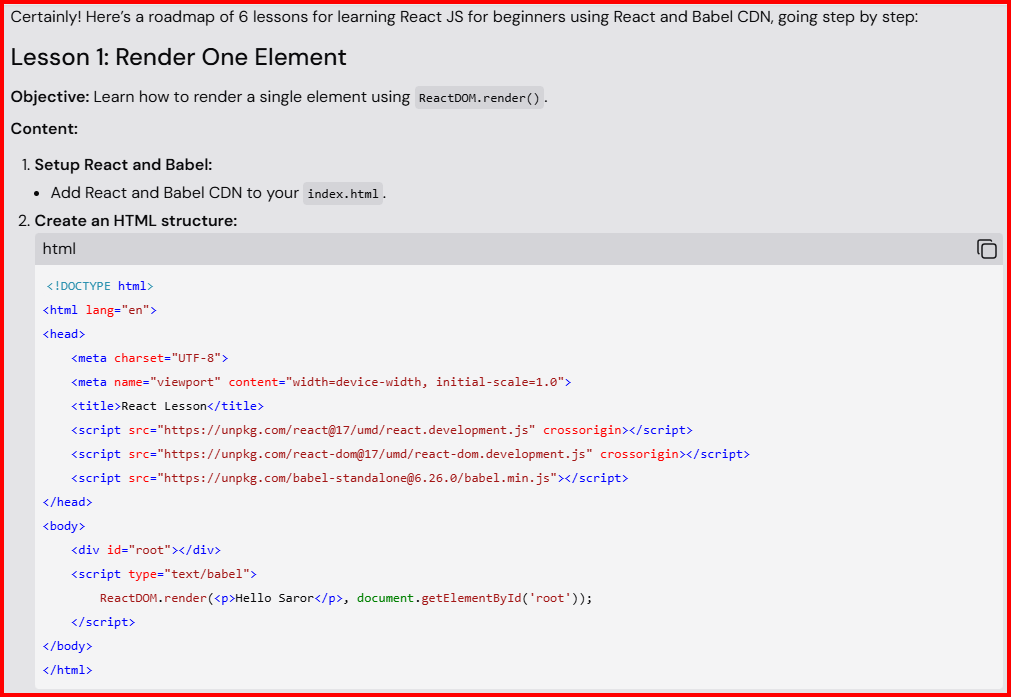 Certainly! Here's a roadmap of 6 lessons for learning React JS for beginners using React and Babel CDN, going step by step:
Lesson 1: Render One Element
Objective: Learn how to render a single element using ReactDOM.render().
Content:
1. Setup React and Babel:
• Add React and Babel CDN to your index.html.
2. Create an HTML structure:
html
<!DOCTYPE html>
<html lang="en">
<head>
    <meta charset="UTF-8">
    <meta name="viewport" content="width=device-width, initial-scale=1.0">
    <title>React Lesson</title>
    <script src="https://unpkg.com/react@17/umd/react.development.js" crossorigin></script>
    <script src="https://unpkg.com/react-dom@17/umd/react-dom.development.js" crossorigin></script>
    <script src="https://unpkg.com/babel-standalone@6.26.0/babel.min.js"></script>
</head>
<body>
    <div id="root"></div>
    <script type="text/babel">
        ReactDOM.render(<p>Hello Saror</p>, document.getElementById('root'));
    </script>
</body>
</html>